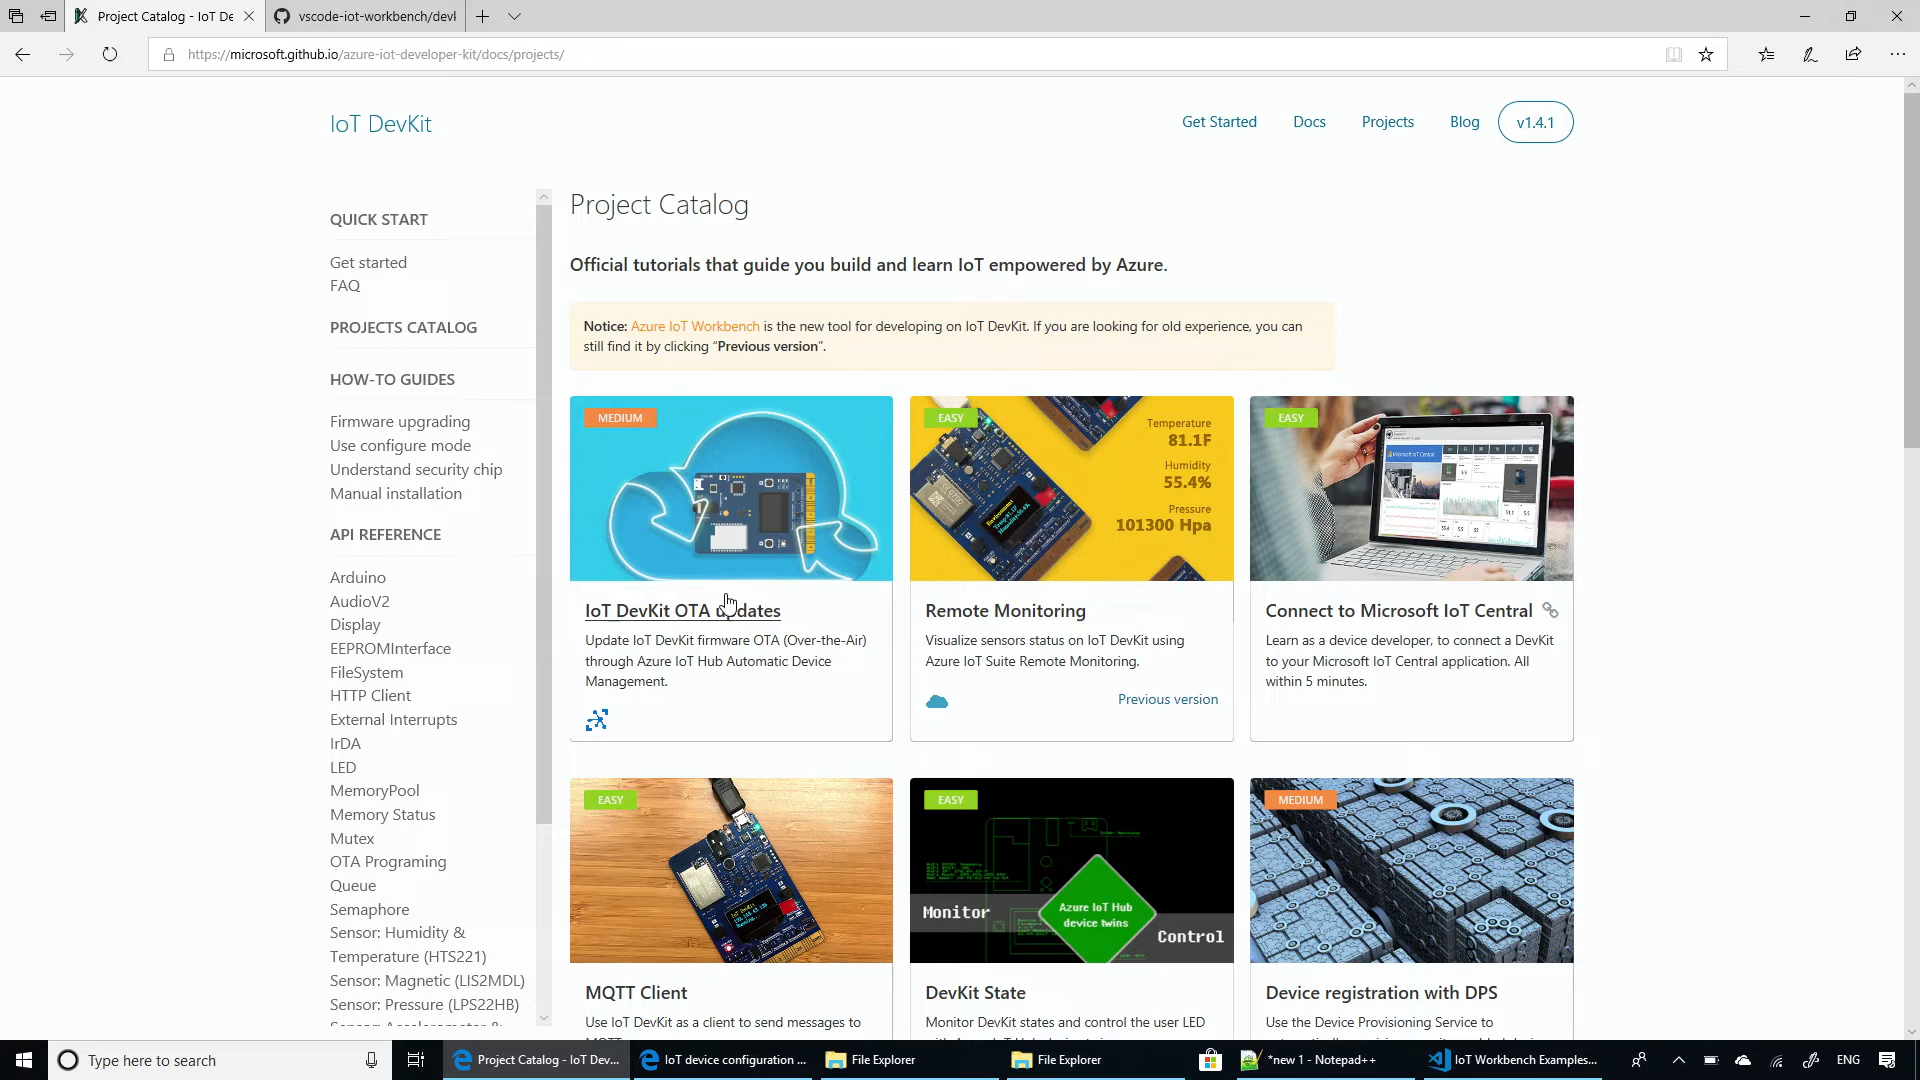 Project Catalog - IoT De
vscode-iot-workbench/devl
https://microsoft.github.io/azure-iot-developer-kit/docs/projects/
IoT DevKit
Get Started
Docs
Projects
Blog
v1.4.1
QUICK START
Get started
FAQ
PROJECTS CATALOG
HOW-TO GUIDES
Firmware upgrading
Use configure mode
Understand security chip
Manual installation
API REFERENCE
Arduino
AudioV2
Display
EEPROMInterface
FileSystem
HTTP Client
External Interrupts
IrDA
LED
MemoryPool
Memory Status
Mutex
OTA Programing
Queue
Semaphore
Sensor: Humidity &
Temperature (HTS221)
Sensor: Magnetic (LIS2MDL)
Sensor: Pressure (LPS22HB)
Project Catalog
Official tutorials that guide you build and learn IoT empowered by Azure.
Notice: Azure IoT Workbench is the new tool for developing on IoT DevKit. If you are looking for old experience, you can
still find it by clicking “Previous version”.
MEDIUM
IoT DevKit OTA updates
Update IoT DevKit firmware OTA (Over-the-Air)
through Azure IoT Hub Automatic Device
Management.
EASY
Temperature
81.1F
Humidity
55.4%
Pressure
101300 Hpa
Remote Monitoring
Visualize sensors status on IoT DevKit using
Azure IoT Suite Remote Monitoring.
Previous version
EASY
Microsoft IoT Central
Connect to Microsoft IoT Central
Learn as a device developer, to connect a DevKit
to your Microsoft IoT Central application. All
within 5 minutes.
EASY
MQTT Client
Use IoT DevKit as a client to send messages to
EASY
Monitor
Azure IoT Hub
device twins
Control
DevKit State
Monitor DevKit states and control the user LED
MEDIUM
Device registration with DPS
Use the Device Provisioning Service to
Type here to search
Project Catalog - IoT Dev...
IoT device configuration ...
File Explorer
File Explorer
*new 1 - Notepad++
IoT Workbench Examples...
ENG